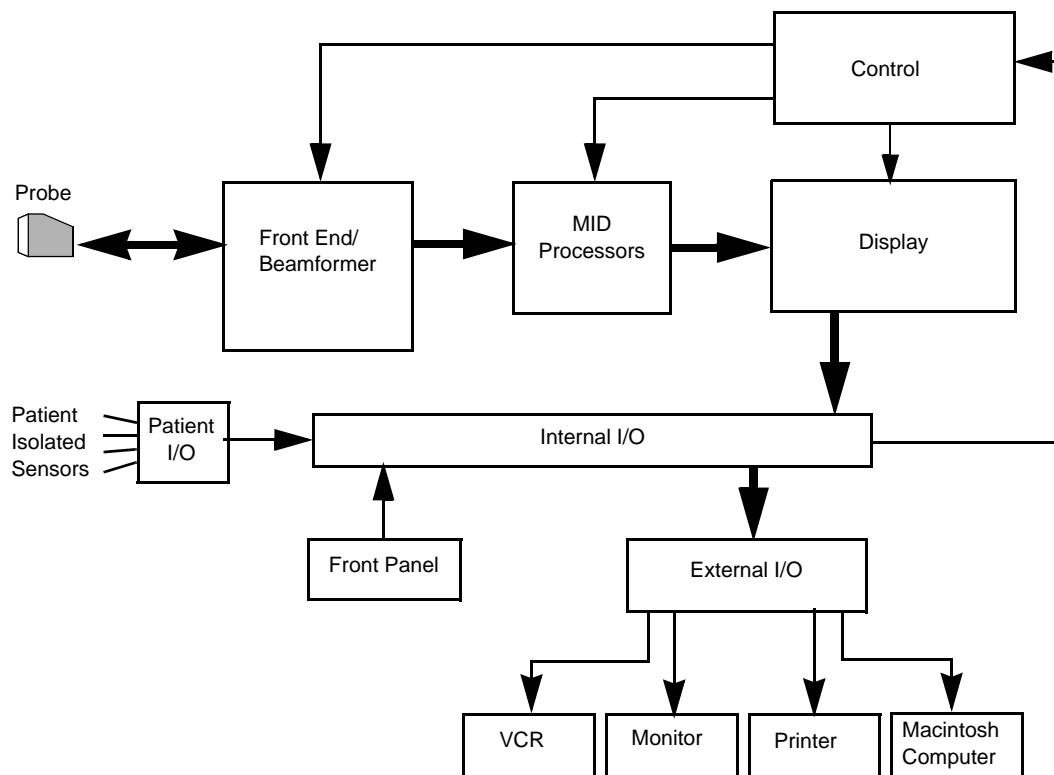 Control
Probe
Front End/
Beamformer
MID
Processors
Display
Patient
Isolated
Sensors
Patient
I/O
Internal I/O
Front Panel
External I/O
VCR
Monitor
Printer
Macintosh
Computer